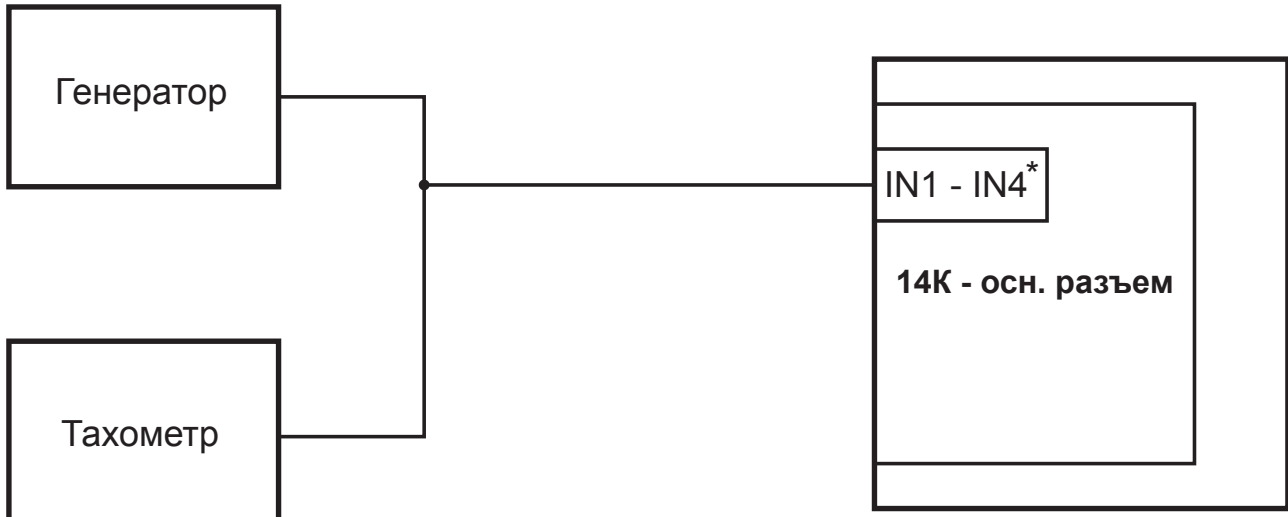 Генератор
IN1 - IN4*
14К - осн. разъем
Тахометр